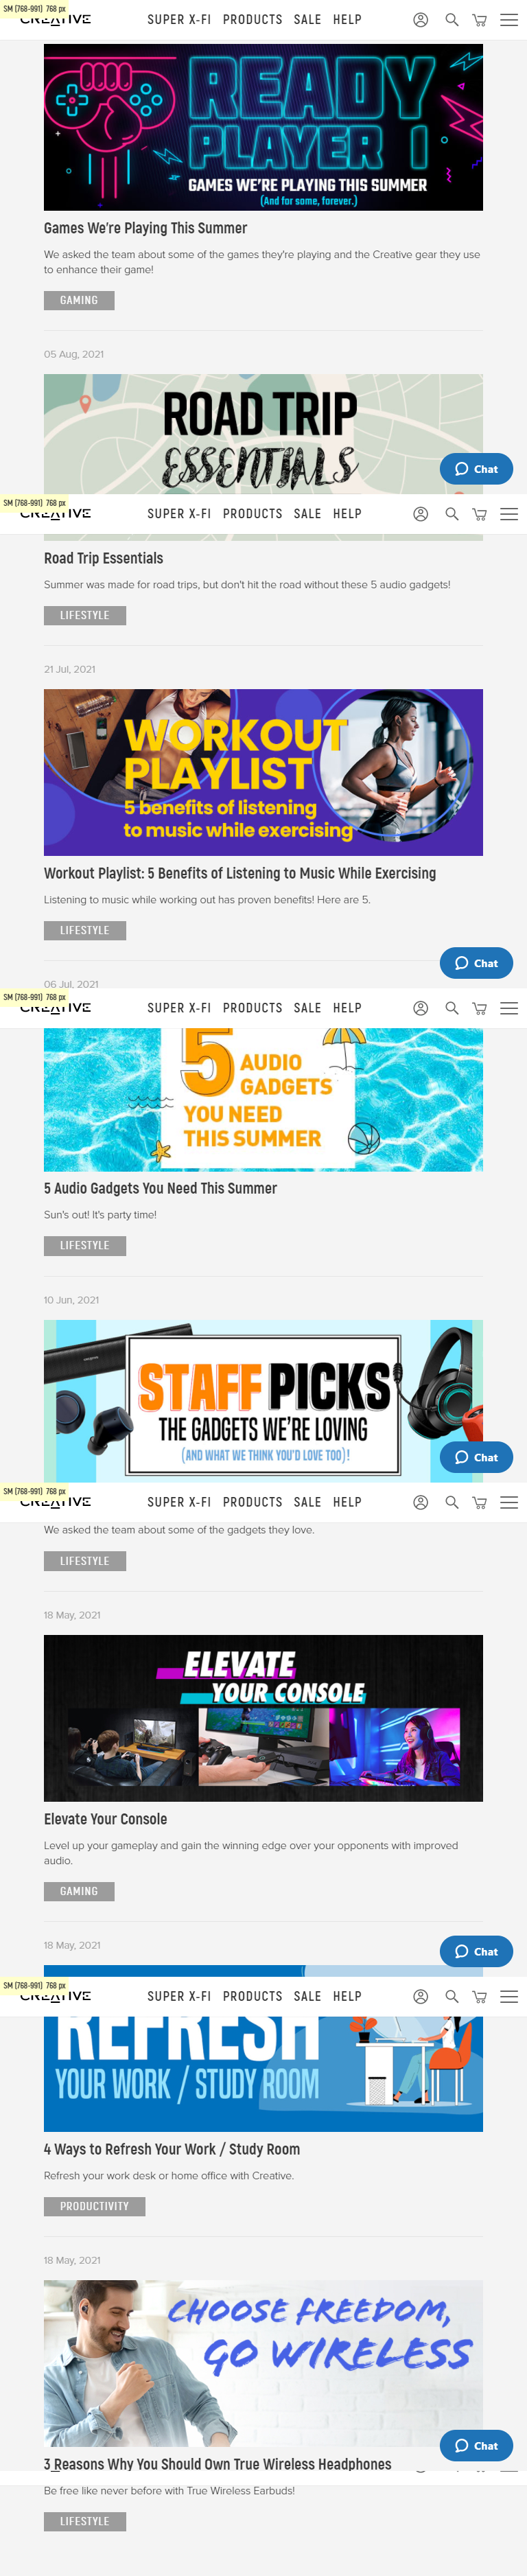 SM (768-991) 768 px
CREATIVE SUPER X-FI PRODUCTS SALE HELP
READY
PLAYER 1
GAMES WE'RE PLAYING THIS SUMMER
(And for some, forever.)
Games We're Playing This Summer
We asked the team about some of the games they're playing and the Creative gear they use
to enhance their game!
GAMING
05 Aug, 2021
ROAD TRIP
ESSENTIALS
Chat
SM (768-991) 768 px
CREATIVE SUPER X-FI PRODUCTS SALE HELP
Road Trip Essentials
Summer was made for road trips, but don't hit the road without these 5 audio gadgets!
LIFESTYLE
21 Jul, 2021
WORKOUT
PLAYLIST
5 benefits of listening
to music while exercising
Workout Playlist: 5 Benefits of Listening to Music While Exercising
Listening to music while working out has proven benefits! Here are 5.
LIFESTYLE
Chat
06 Jul, 2021
SM (768-991) 768 px
CREATIVE SUPER X-FI PRODUCTS SALE HELP
5 AUDIO
GADGETS
YOU NEED
THIS SUMMER
5 Audio Gadgets You Need This Summer
Sun's out! It's party time!
LIFESTYLE
10 Jun, 2021
STAFF PICKS
THE GADGETS WE'RE LOVING
(AND WHAT WE THINK YOU'D LOVE TOO)!
Chat
SM (768-991) 768 px
CREATIVE SUPER X-FI PRODUCTS SALE HELP
We asked the team about some of the gadgets they love.
LIFESTYLE
18 May, 2021
ELEVATE
YOUR CONSOLE
Elevate Your Console
Level up your gameplay and gain the winning edge over your opponents with improved
audio.
GAMING
18 May, 2021
Chat
SM (768-991) 768 px
CREATIVE SUPER X-FI PRODUCTS SALE HELP
REFRESH
YOUR WORK / STUDY ROOM
4 Ways to Refresh Your Work / Study Room
Refresh your work desk or home office with Creative.
PRODUCTIVITY
18 May, 2021
CHOOSE FREEDOM,
GO WIRELESS
Chat
3 Reasons Why You Should Own True Wireless Headphones
Be free like never before with True Wireless Earbuds!
LIFESTYLE